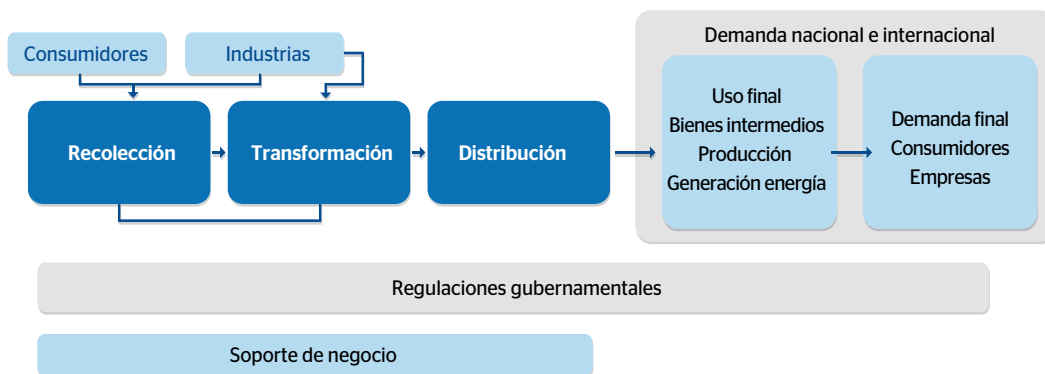 Consumidores
Industrias
Demanda nacional e internacional
Recolección
Transformación
Distribución
Uso final
Bienes intermedios
Producción
Generación energía
Demanda final
Consumidores
Empresas
Regulaciones gubernamentales
Soporte de negocio